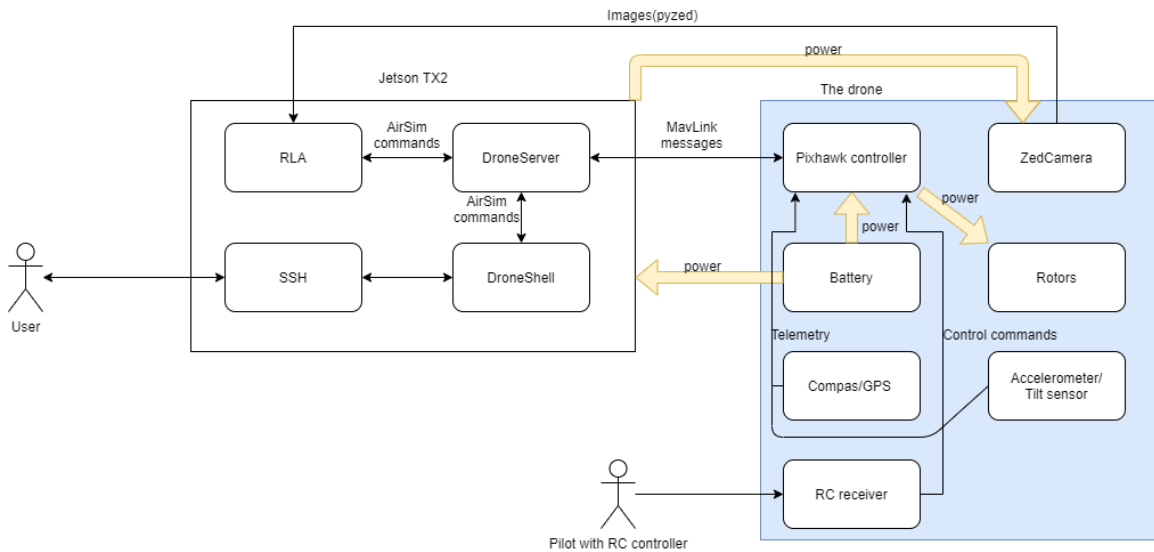 Images(pyzed)
power
Jetson TX2
The drone
RLA
AirSim
commands
DroneServer
MavLink
messages
Pixhawk controller
ZedCamera
AirSim
commands
power
power
SSH
DroneShell
power
Battery
Rotors
User
Telemetry
Control commands
Compas/GPS
Accelerometer/
Tilt sensor
RC receiver
Pilot with RC controller